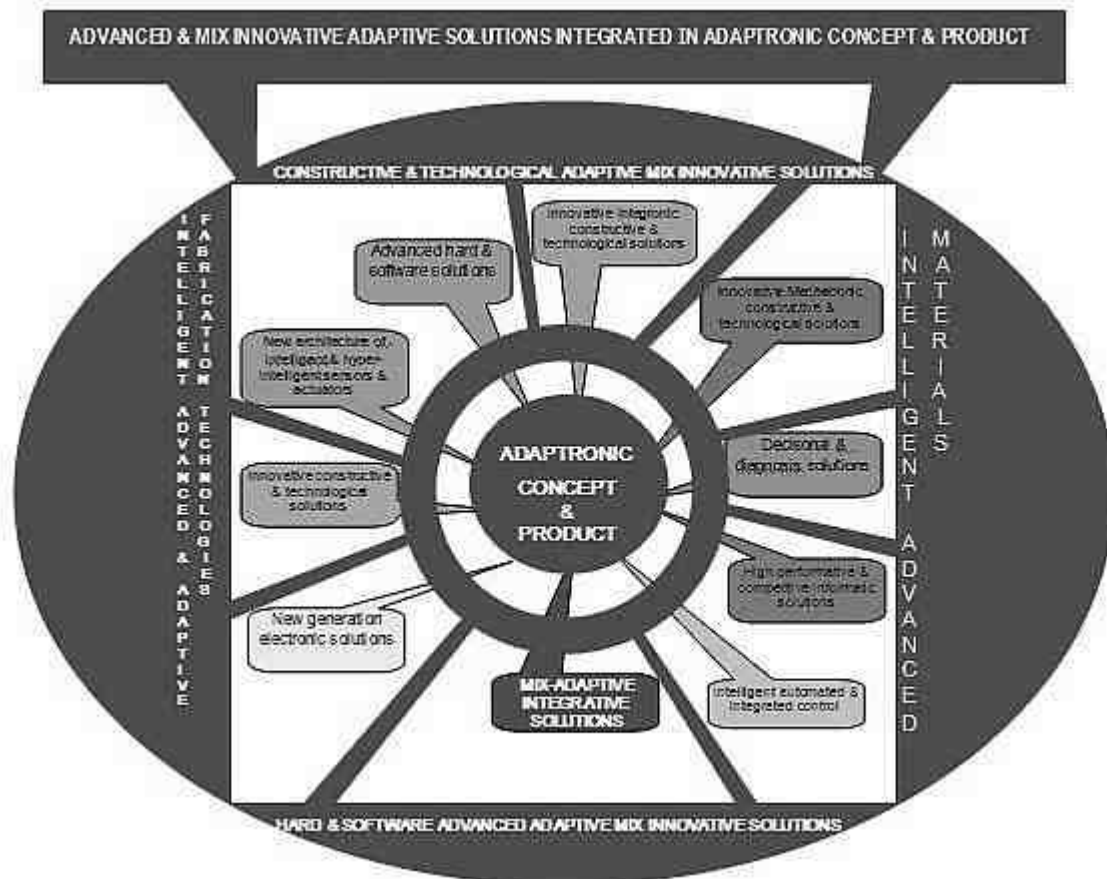 ADVANCED & MIX INNOVATIVE ADAPTIVE SOLUTIONS INTEGRATED IN ADAPTRONIC CONCEPT & PRODUCT
CONSTRUCTIVE & TECHNOLOGICAL ADAPTIVE MIX INNOVATIVE SOLUTIONS
INTELLIGENT ADVANCED & ADAPTIVE
FABRICATION TECHNOLOGIES
Innovative Integronic
constructive &
technological solutions
Advanced hard &
software solutions
Innovative Mechatronic
constructive &
technological solutions
New architecture of
intelligent & hyper-
intelligent sensors &
actuators
Decisional &
diagnosis solutions
Innovative constructive
& technological
solutions
ADAPTRONIC
CONCEPT
&
PRODUCT
High performative &
competitive informatic
solutions
New generation
electronic solutions
MIX-ADAPTIVE
INTEGRATIVE
SOLUTIONS
Intelligent automated &
integrated control
INTELLIGENT ADVANCED
MATERIALS
HARD & SOFTWARE ADVANCED ADAPTIVE MIX INNOVATIVE SOLUTIONS